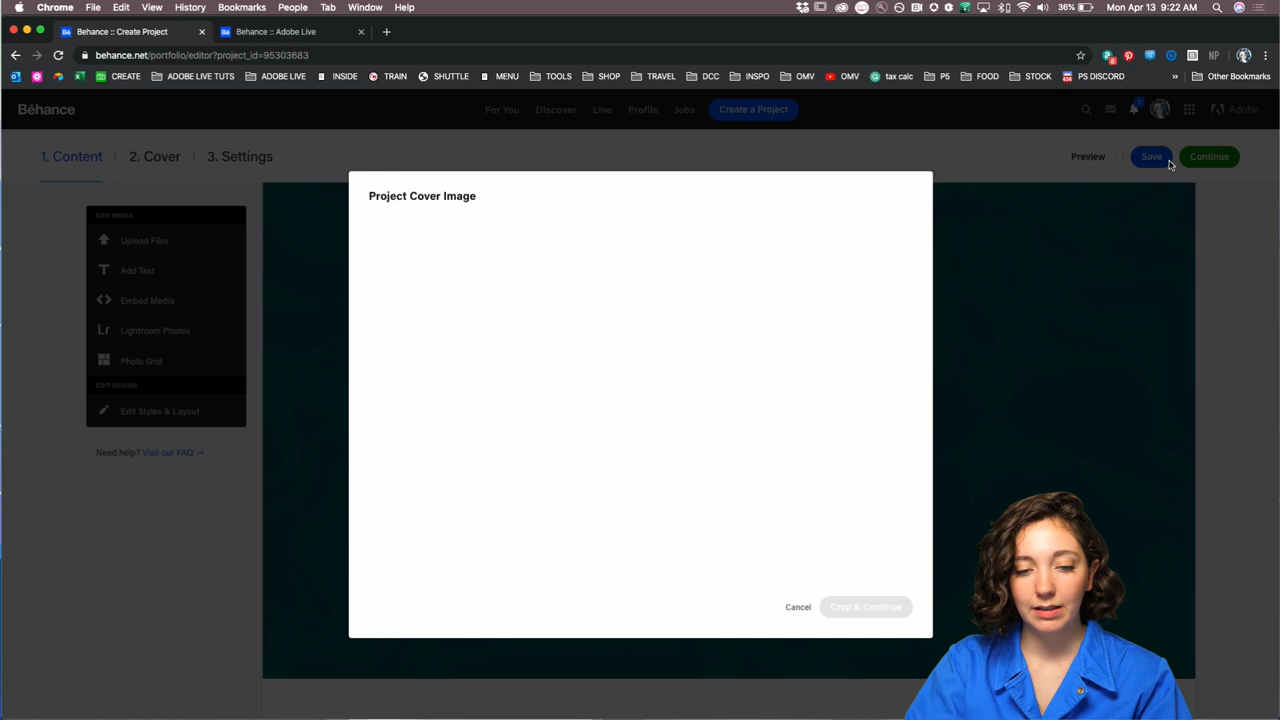 Chrome File Edit View History Bookmarks People Tab Window Help 36% Mon Apr 13 9:22 AM
Behance :: Create Project Behance :: Adobe Live
behance.net/portfolio/editor?project_id=95303683
CREATE ADOBE LIVE TUTS ADOBE LIVE INSIDE TRAIN SHUTTLE MENU TOOLS SHOP TRAVEL DCC INSPO OMV OMV tax calc P5 FOOD STOCK PS DISCORD » Other Bookmarks
Bēhance For You Discover Live Profile Jobs Create a Project Adobe
1. Content 2. Cover 3. Settings Preview Save Continue
Project Cover Image
ADD MEDIA
Upload Files
Add Text
Embed Media
Lr Lightroom Photos
Photo Grid
EDIT DESIGN
Edit Styles & Layout
Need help? Visit our FAQ →
Cancel Crop & Continue